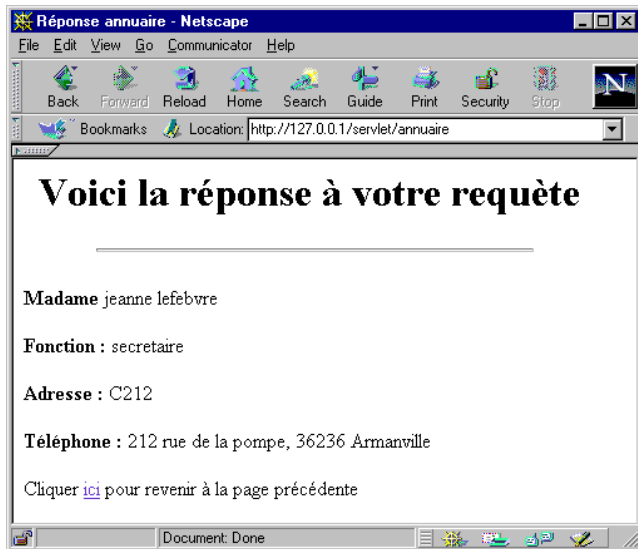 Réponse annuaire - Netscape
File Edit View Go Communicator Help
Back Forward Reload Home Search Guide Print Security Stop
N
Bookmarks Location: http://127.0.0.1/servlet/annuaire
Voici la réponse à votre requète
Madame jeanne lefebvre
Fonction : secretaire
Adresse : C212
Téléphone : 212 rue de la pompe, 36236 Armanville
Cliquer ici pour revenir à la page précédente
Document: Done